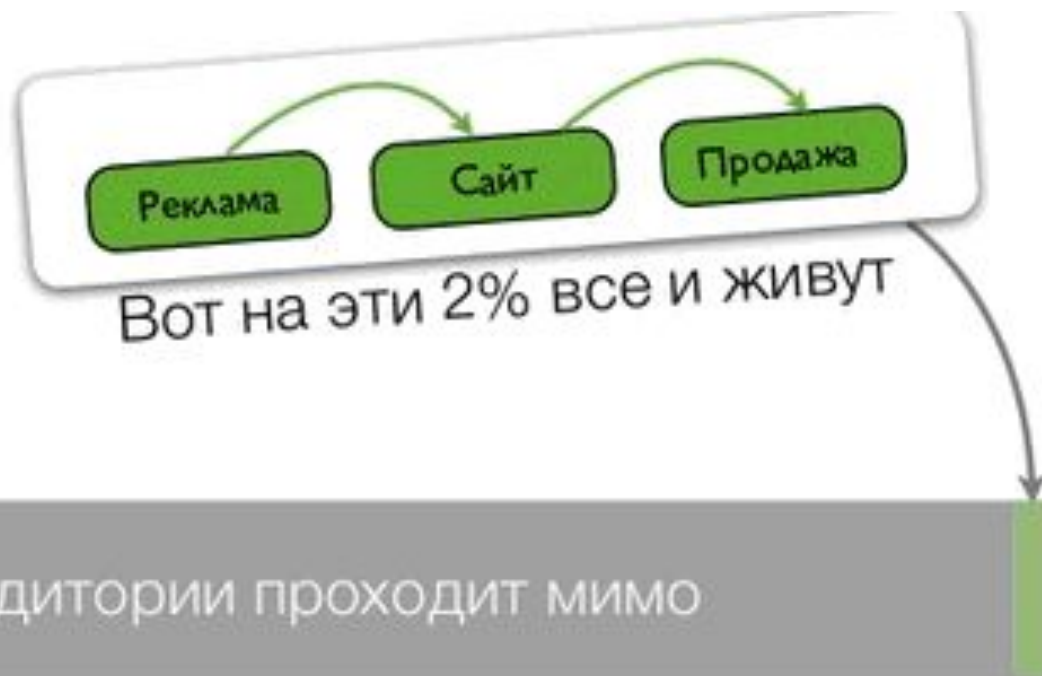 Реклама
Сайт
Продажа
Вот на эти 2% все и живут
дитории проходит мимо